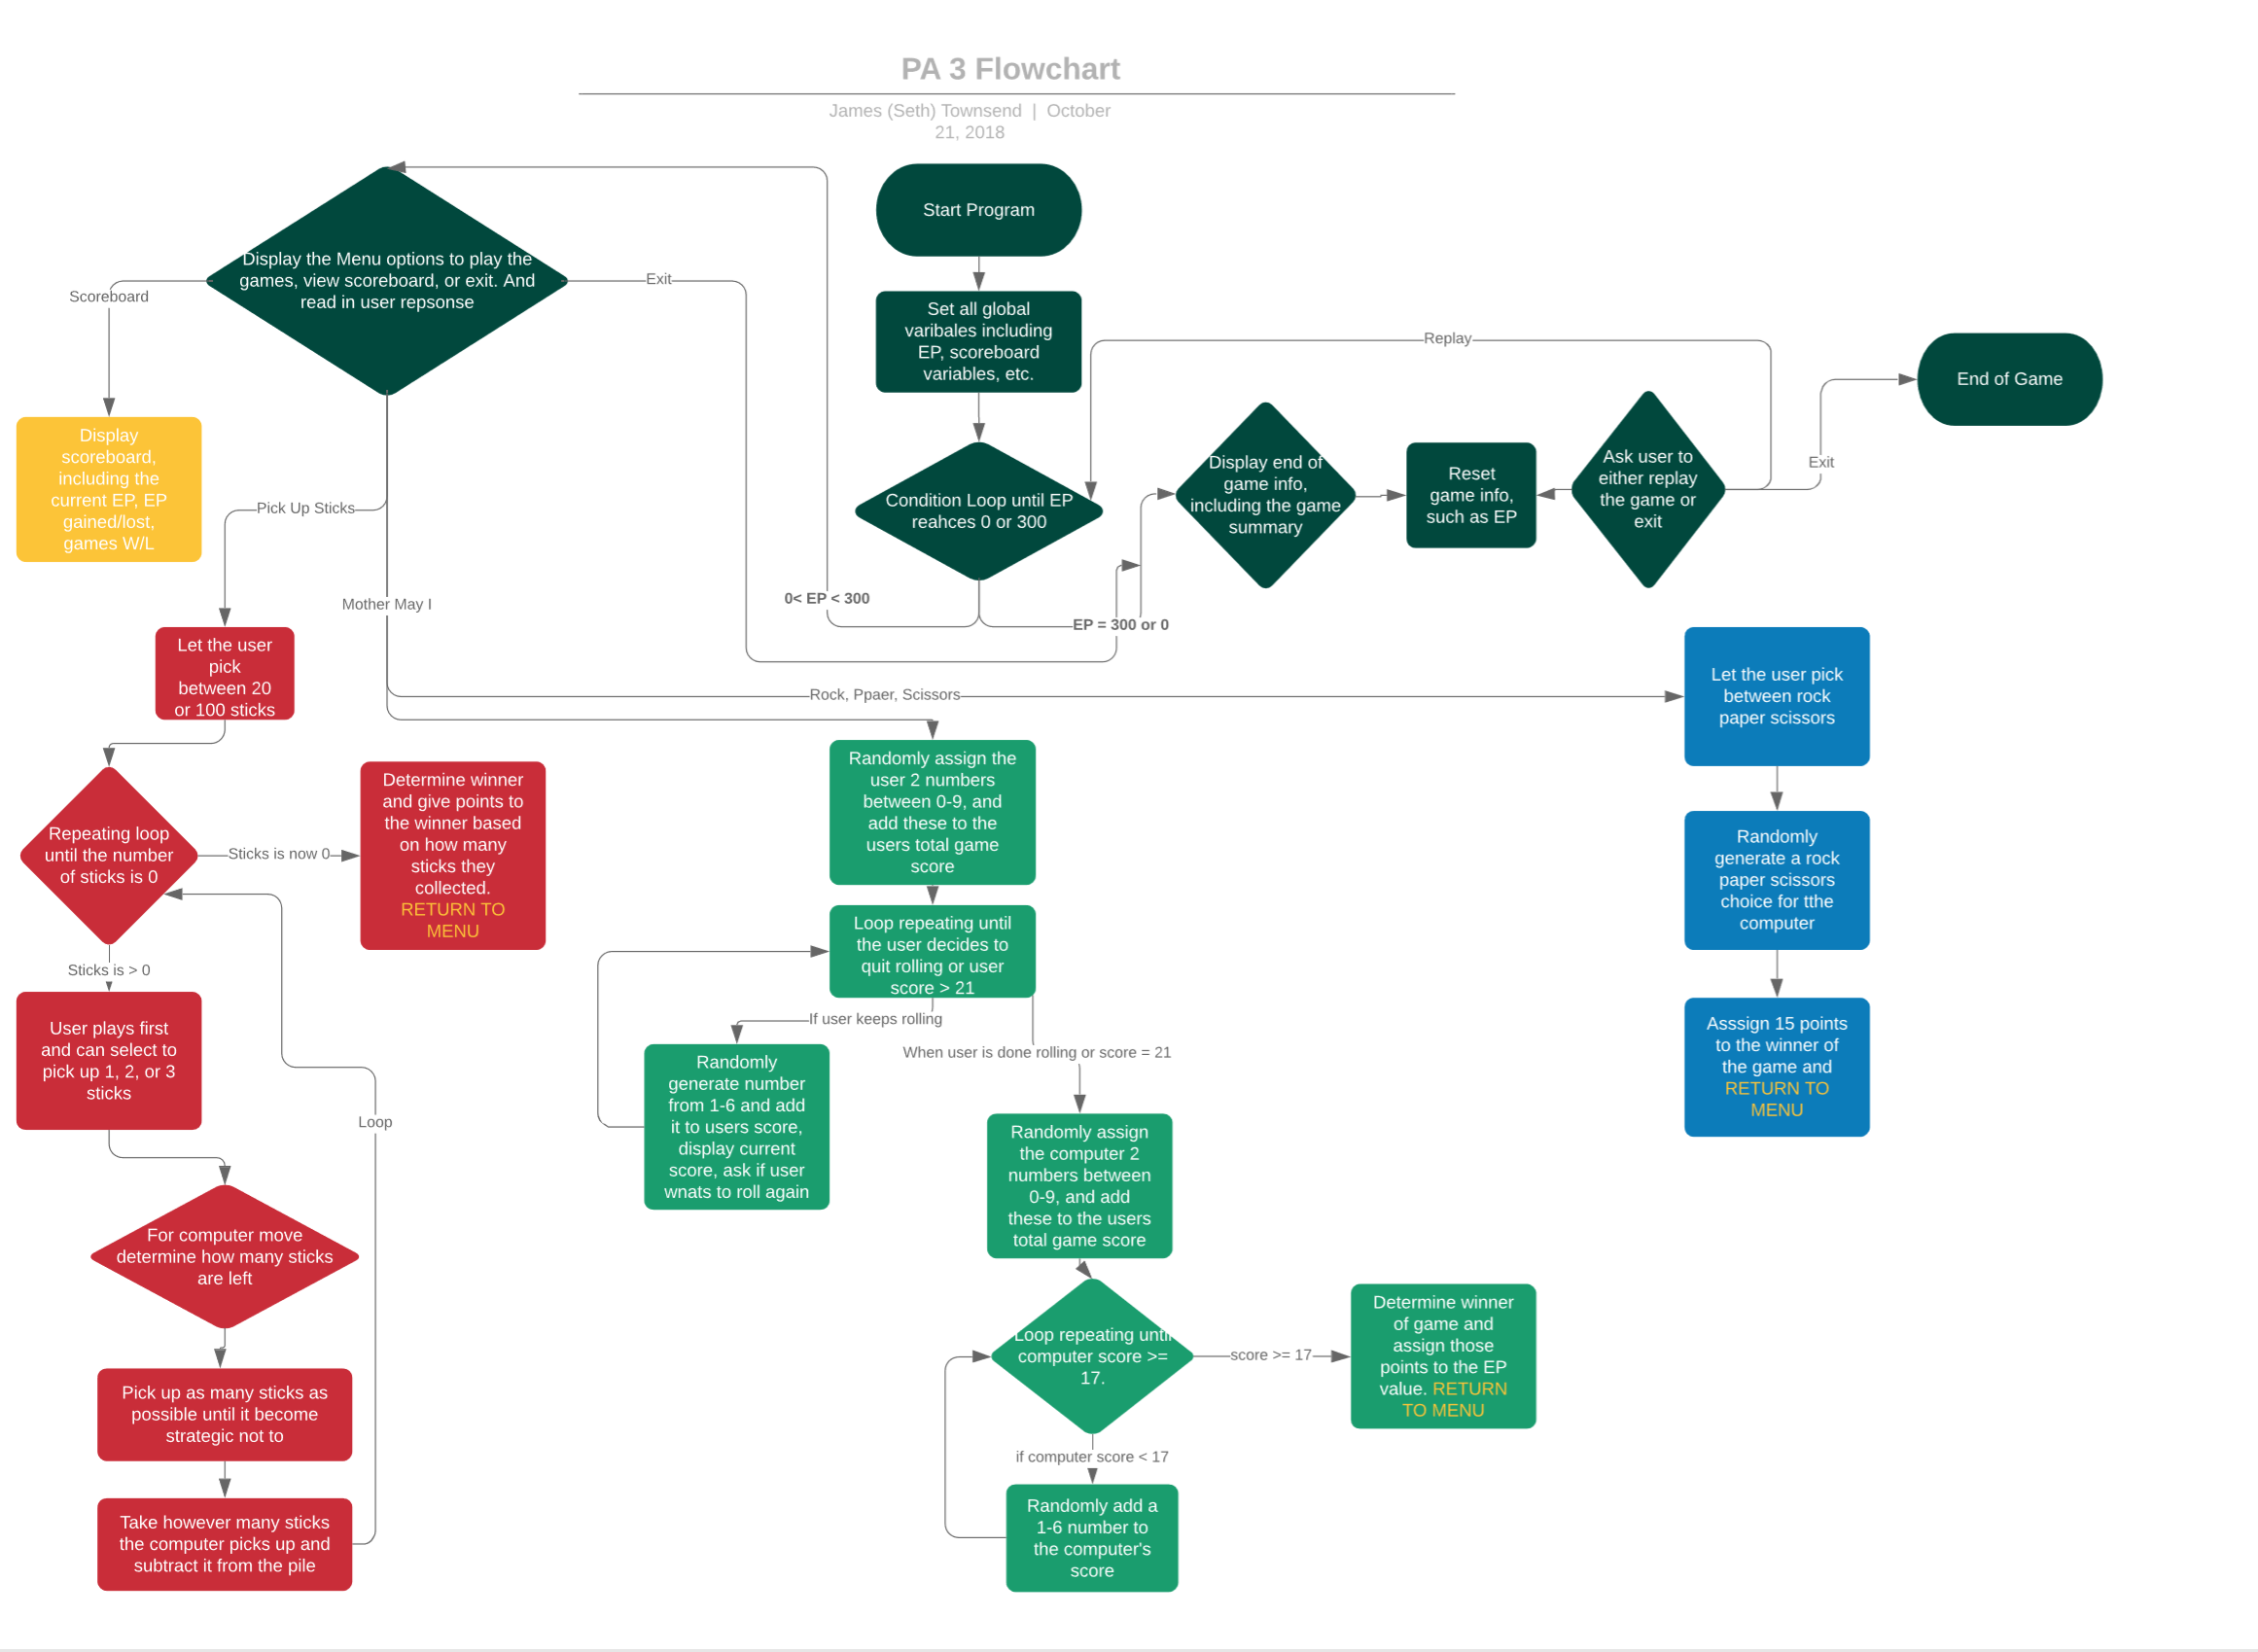 PA 3 Flowchart
James (Seth) Townsend | October
21, 2018
Start Program
Display the Menu options to play the
games, view scoreboard, or exit. And
read in user repsonse
Exit
Scoreboard
Set all global
varibales including
EP, scoreboard
variables, etc.
Replay
End of Game
Display
scoreboard,
including the
current EP, EP
gained/lost,
games W/L
Pick Up Sticks
Condition Loop until EP
reahces 0 or 300
Display end of
game info,
including the game
summary
Reset
game info,
such as EP
Ask user to
either replay
the game or
exit
Exit
Mother May I
0< EP < 300
EP = 300 or 0
Let the user
pick
between 20
or 100 sticks
Rock, Ppaer, Scissors
Let the user pick
between rock
paper scissors
Repeating loop
until the number
of sticks is 0
Sticks is now 0
Determine winner
and give points to
the winner based
on how many
sticks they
collected.
RETURN TO
MENU
Randomly assign the
user 2 numbers
between 0-9, and
add these to the
users total game
score
Randomly
generate a rock
paper scissors
choice for tthe
computer
Loop repeating until
the user decides to
quit rolling or user
score > 21
Sticks is > 0
If user keeps rolling
When user is done rolling or score = 21
User plays first
and can select to
pick up 1, 2, or 3
sticks
Loop
Randomly
generate number
from 1-6 and add
it to users score,
display current
score, ask if user
wnats to roll again
Asssign 15 points
to the winner of
the game and
RETURN TO
MENU
Randomly assign
the computer 2
numbers between
0-9, and add
these to the users
total game score
For computer move
determine how many sticks
are left
Loop repeating until
computer score >=
17.
score >= 17
Determine winner
of game and
assign those
points to the EP
value. RETURN
TO MENU
Pick up as many sticks as
possible until it become
strategic not to
if computer score < 17
Take however many sticks
the computer picks up and
subtract it from the pile
Randomly add a
1-6 number to
the computer's
score